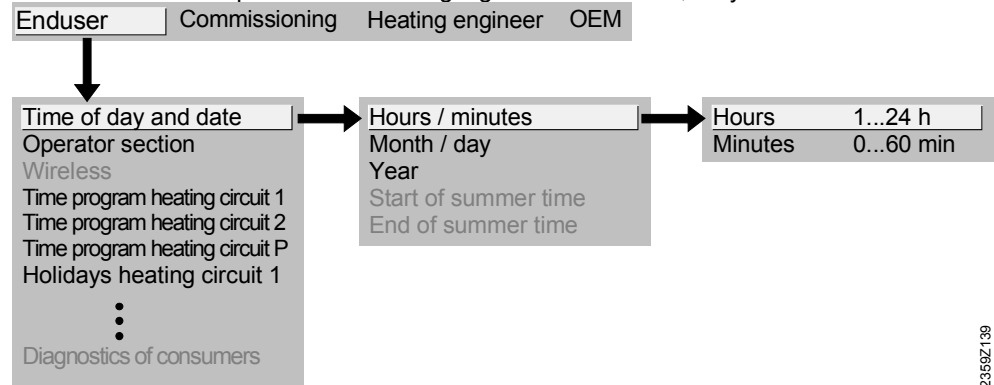 Enduser Commissioning Heating engineer OEM
Time of day and date
Operator section
Wireless
Time program heating circuit 1
Time program heating circuit 2
Time program heating circuit P
Holidays heating circuit 1
Diagnostics of consumers
Hours / minutes
Month / day
Year
Start of summer time
End of summer time
Hours 1...24 h
Minutes 0...60 min
2359Z139